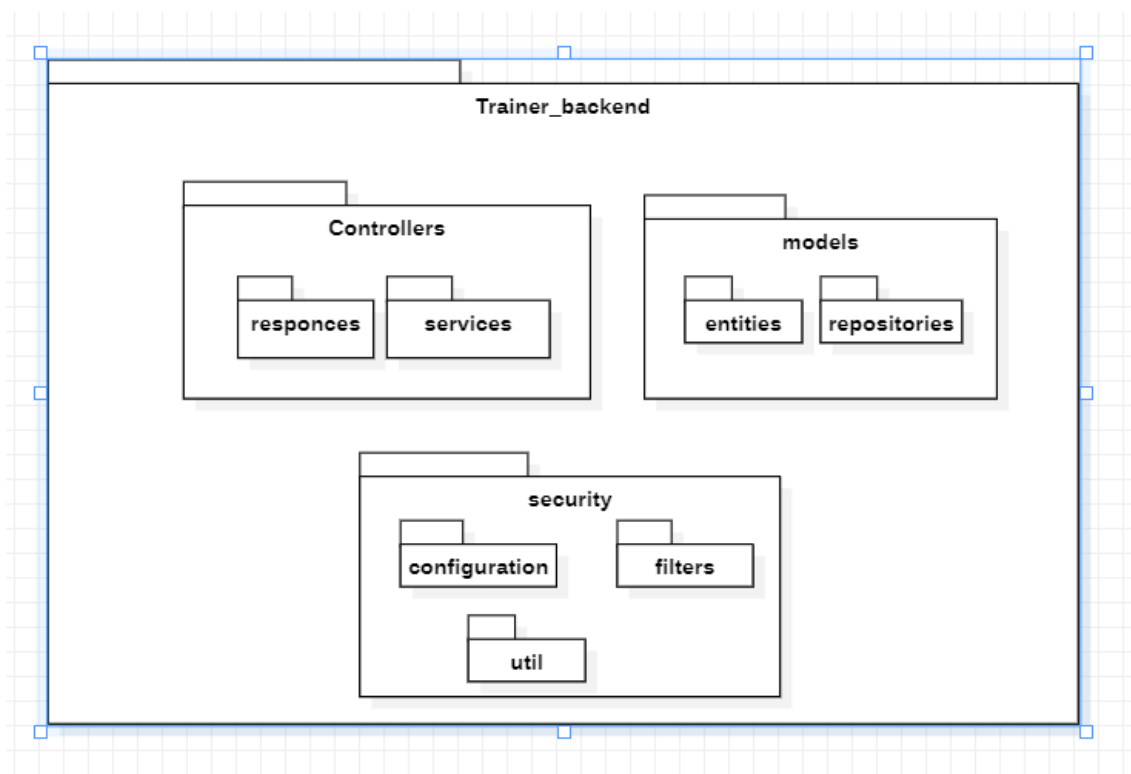 Trainer_backend
Controllers
responces
services
models
entities
repositories
security
configuration
filters
util